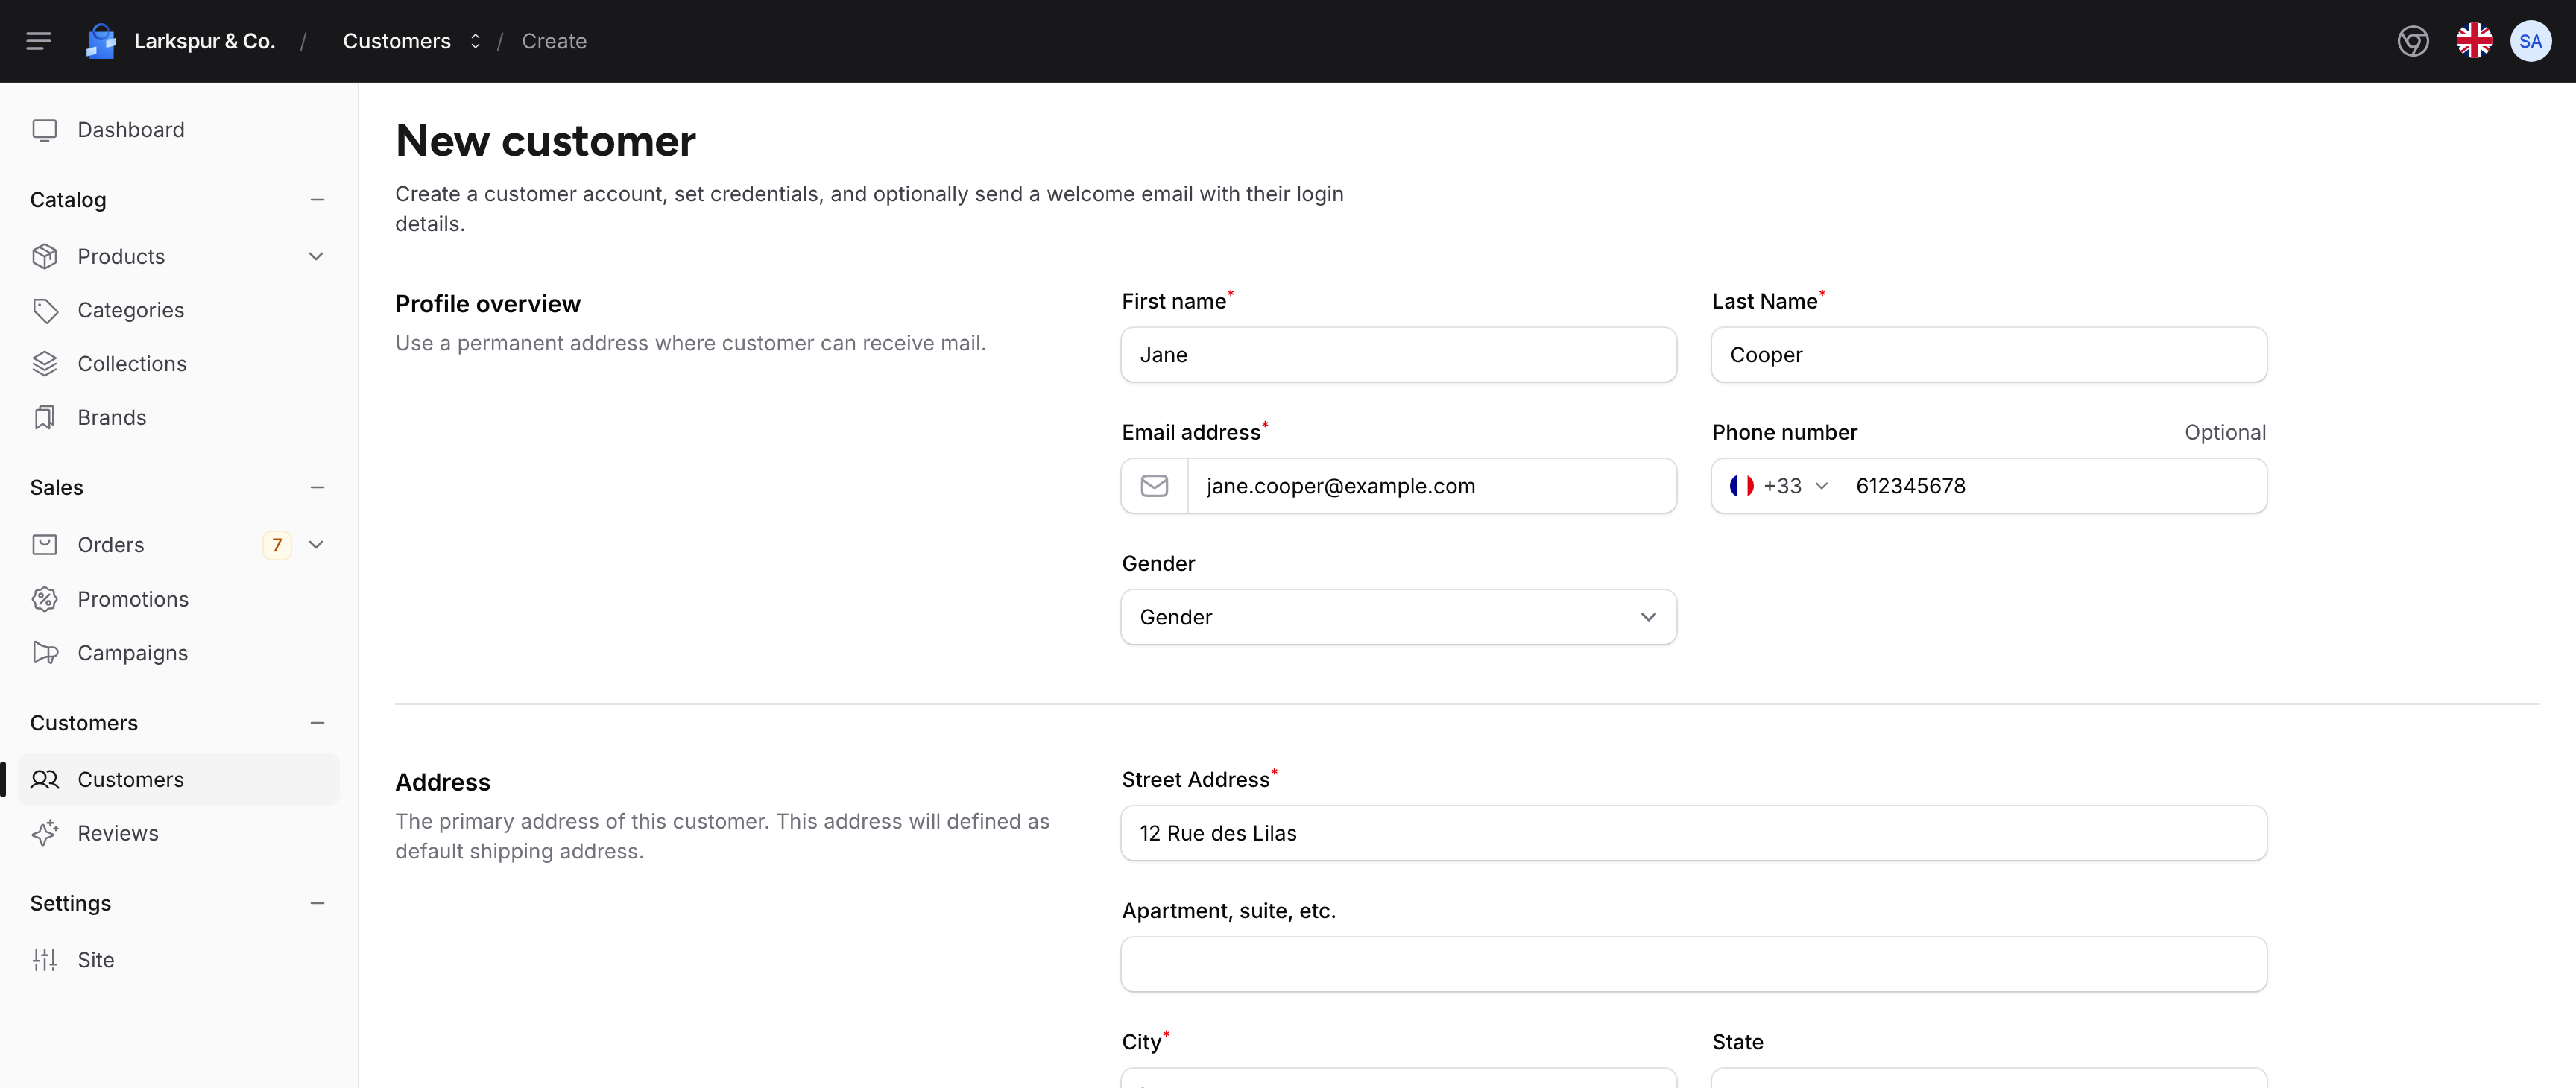 Larkspur & Co. / Customers / Create
SA
Dashboard
Catalog
Products
Categories
Collections
Brands
Sales
Orders 7
Promotions
Campaigns
Customers
Customers
Reviews
Settings
Site
New customer
Create a customer account, set credentials, and optionally send a welcome email with their login
details.
Profile overview
Use a permanent address where customer can receive mail.
First name*
Jane
Last Name*
Cooper
Email address*
jane.cooper@example.com
Phone number Optional
+33 612345678
Gender
Gender
Address
The primary address of this customer. This address will defined as
default shipping address.
Street Address*
12 Rue des Lilas
Apartment, suite, etc.
City*
State